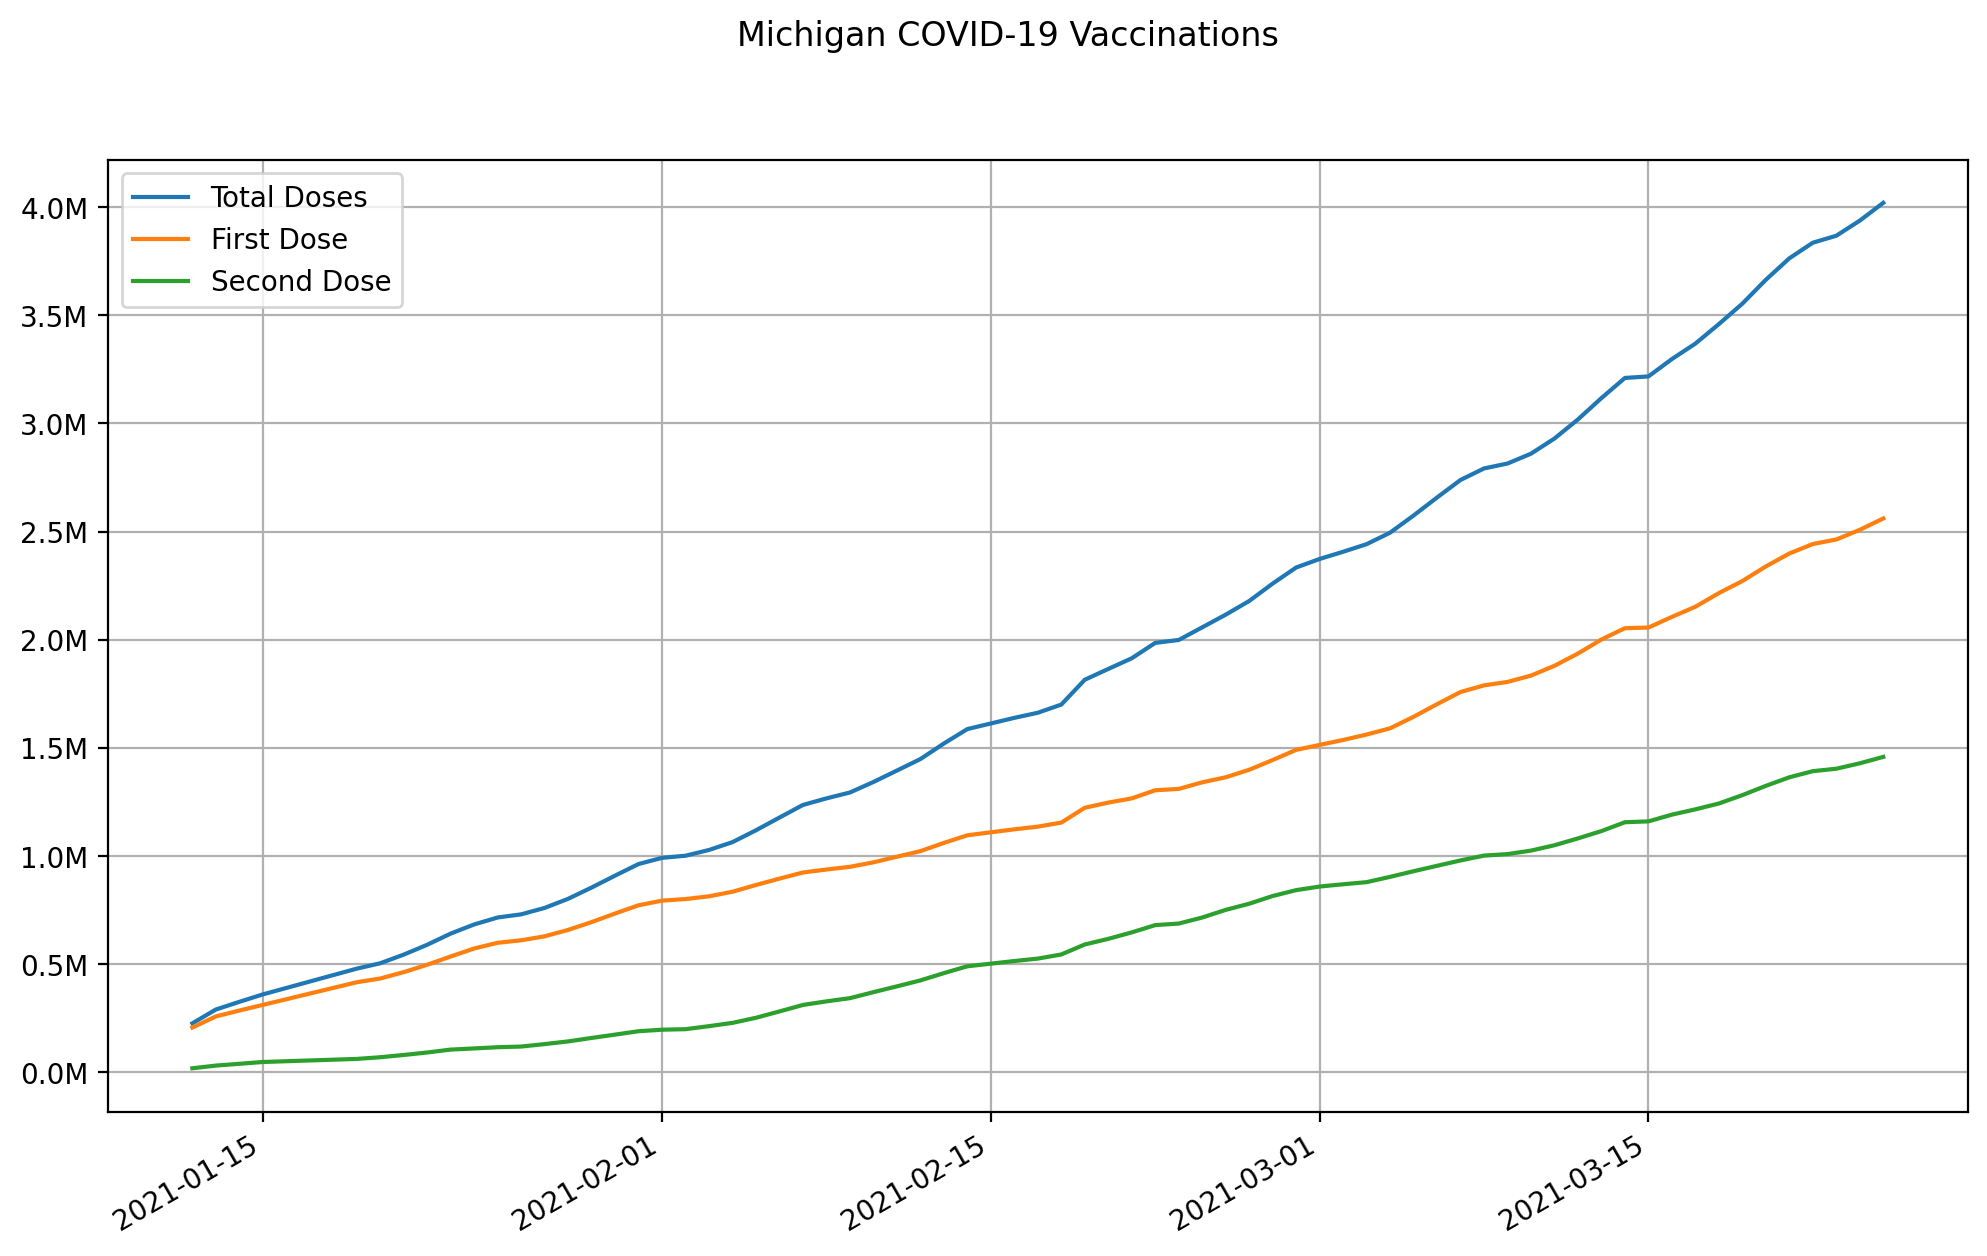 Michigan COVID-19 Vaccinations
Total Doses
First Dose
Second Dose
4.0M
3.5M
3.0M
2.5M
2.0M
1.5M
1.0M
0.5M
0.0M
2021-01-15
2021-02-01
2021-02-15
2021-03-01
2021-03-15